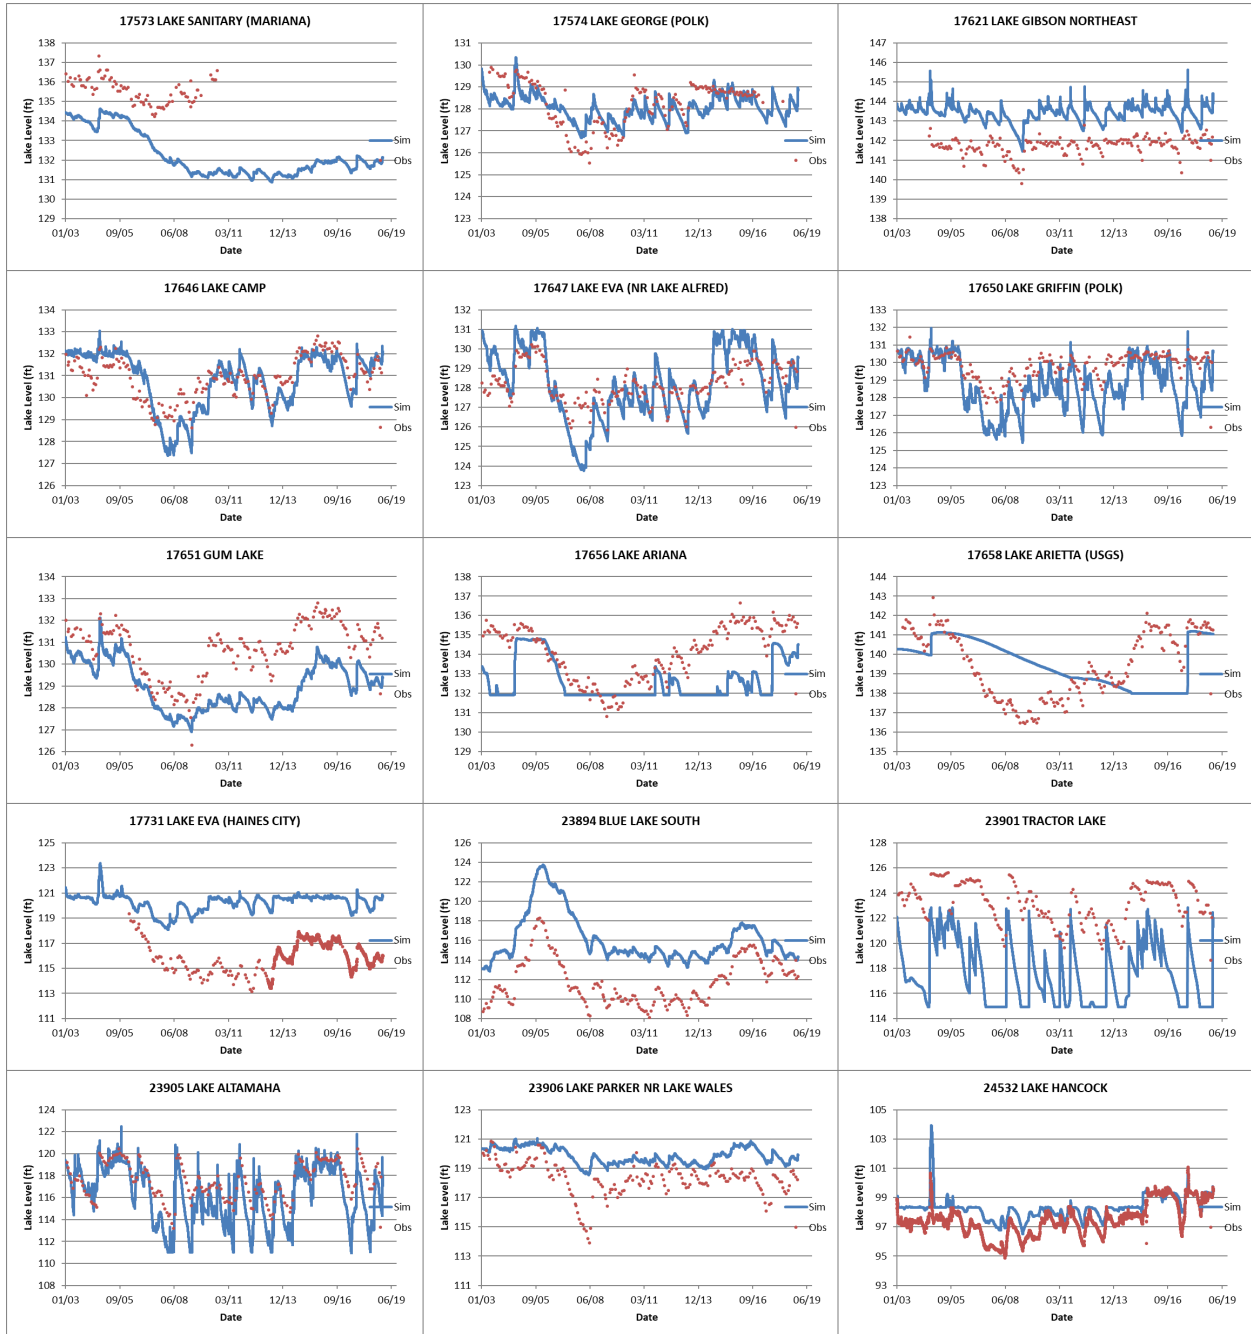 17573 LAKE SANITARY (MARIANA)
138
137
136
135
134
133
132
131
130
129
Lake Level (ft)
Sim
Obs
01/03 09/05 06/08 03/11 12/13 09/16 06/19
Date
17574 LAKE GEORGE (POLK)
131
130
129
128
127
126
125
124
123
Lake Level (ft)
Sim
Obs
01/03 09/05 06/08 03/11 12/13 09/16 06/19
Date
17621 LAKE GIBSON NORTHEAST
147
146
145
144
143
142
141
140
139
138
Lake Level (ft)
Sim
Obs
01/03 09/05 06/08 03/11 12/13 09/16 06/19
Date
17646 LAKE CAMP
134
133
132
131
130
129
128
127
126
Lake Level (ft)
Sim
Obs
01/03 09/05 06/08 03/11 12/13 09/16 06/19
Date
17647 LAKE EVA (NR LAKE ALFRED)
132
131
130
129
128
127
126
125
124
123
Lake Level (ft)
Sim
Obs
01/03 09/05 06/08 03/11 12/13 09/16 06/19
Date
17650 LAKE GRIFFIN (POLK)
133
132
131
130
129
128
127
126
125
124
123
Lake Level (ft)
Sim
Obs
01/03 09/05 06/08 03/11 12/13 09/16 06/19
Date
17651 GUM LAKE
134
133
132
131
130
129
128
127
126
Lake Level (ft)
Sim
Obs
01/03 09/05 06/08 03/11 12/13 09/16 06/19
Date
17656 LAKE ARIANA
138
137
136
135
134
133
132
131
130
129
Lake Level (ft)
Sim
Obs
01/03 09/05 06/08 03/11 12/13 09/16 06/19
Date
17658 LAKE ARIETTA (USGS)
144
143
142
141
140
139
138
137
136
135
Lake Level (ft)
Sim
Obs
01/03 09/05 06/08 03/11 12/13 09/16 06/19
Date
17731 LAKE EVA (HAINES CITY)
125
123
121
119
117
115
113
111
Lake Level (ft)
Sim
Obs
01/03 09/05 06/08 03/11 12/13 09/16 06/19
Date
23894 BLUE LAKE SOUTH
126
124
122
120
118
116
114
112
110
108
Lake Level (ft)
Sim
Obs
01/03 09/05 06/08 03/11 12/13 09/16 06/19
Date
23901 TRACTOR LAKE
128
126
124
122
120
118
116
114
Lake Level (ft)
Sim
Obs
01/03 09/05 06/08 03/11 12/13 09/16 06/19
Date
23905 LAKE ALTAMAHA
124
122
120
118
116
114
112
110
108
Lake Level (ft)
Sim
Obs
01/03 09/05 06/08 03/11 12/13 09/16 06/19
Date
23906 LAKE PARKER NR LAKE WALES
123
121
119
117
115
113
111
Lake Level (ft)
Sim
Obs
01/03 09/05 06/08 03/11 12/13 09/16 06/19
Date
24532 LAKE HANCOCK
105
103
101
99
97
95
93
Lake Level (ft)
Sim
Obs
01/03 09/05 06/08 03/11 12/13 09/16 06/19
Date